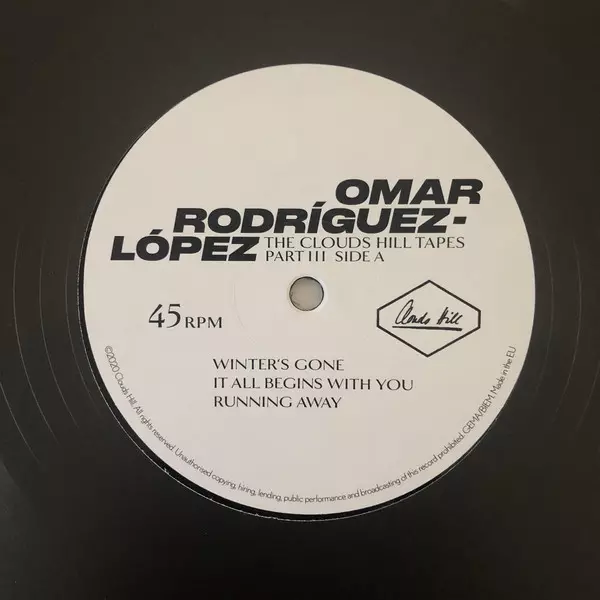 OMAR
RODRÍGUEZ-
LÓPEZ THE CLOUDS HILL TAPES
PART III SIDE A
45 RPM
Clouds Hill
WINTER'S GONE
IT ALL BEGINS WITH YOU
RUNNING AWAY
©2020 Clouds Hill. All rights reserved. Unauthorised copying, hiring, lending, public performance and broadcasting of this record prohibited. GEMA/BIEM, Made in the EU